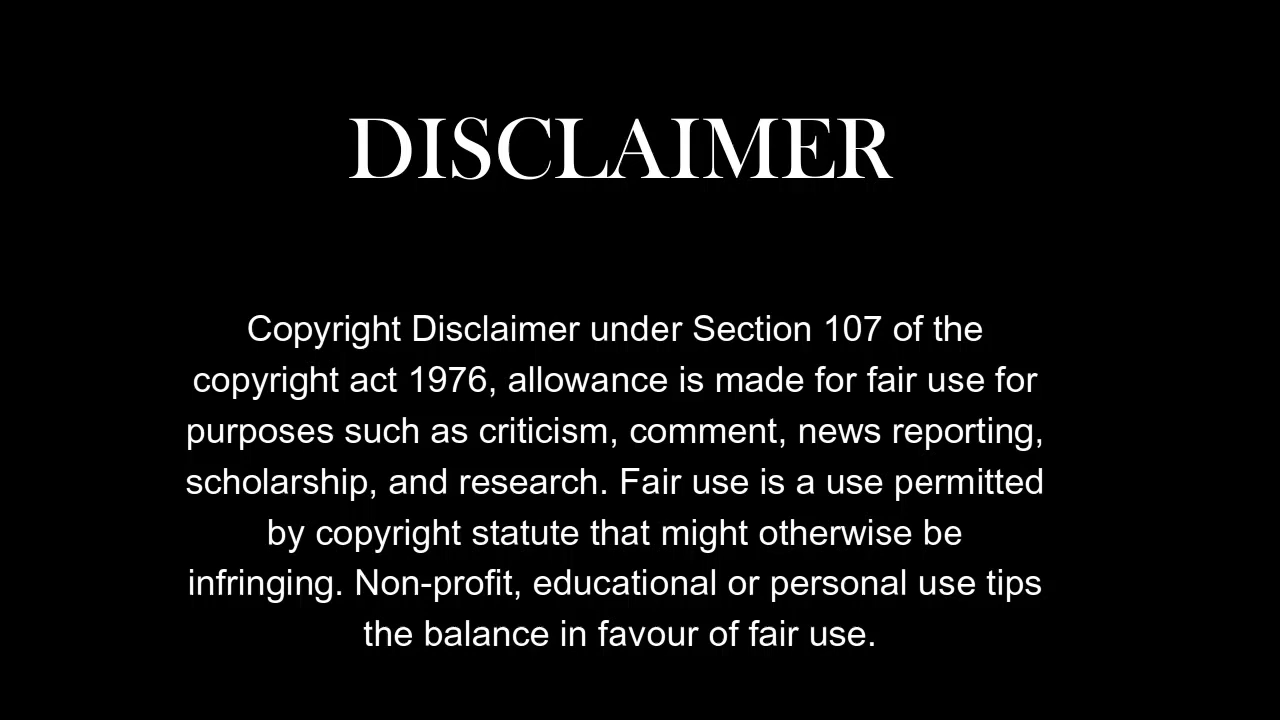 DISCLAIMER
Copyright Disclaimer under Section 107 of the
copyright act 1976, allowance is made for fair use for
purposes such as criticism, comment, news reporting,
scholarship, and research. Fair use is a use permitted
by copyright statute that might otherwise be
infringing. Non-profit, educational or personal use tips
the balance in favour of fair use.